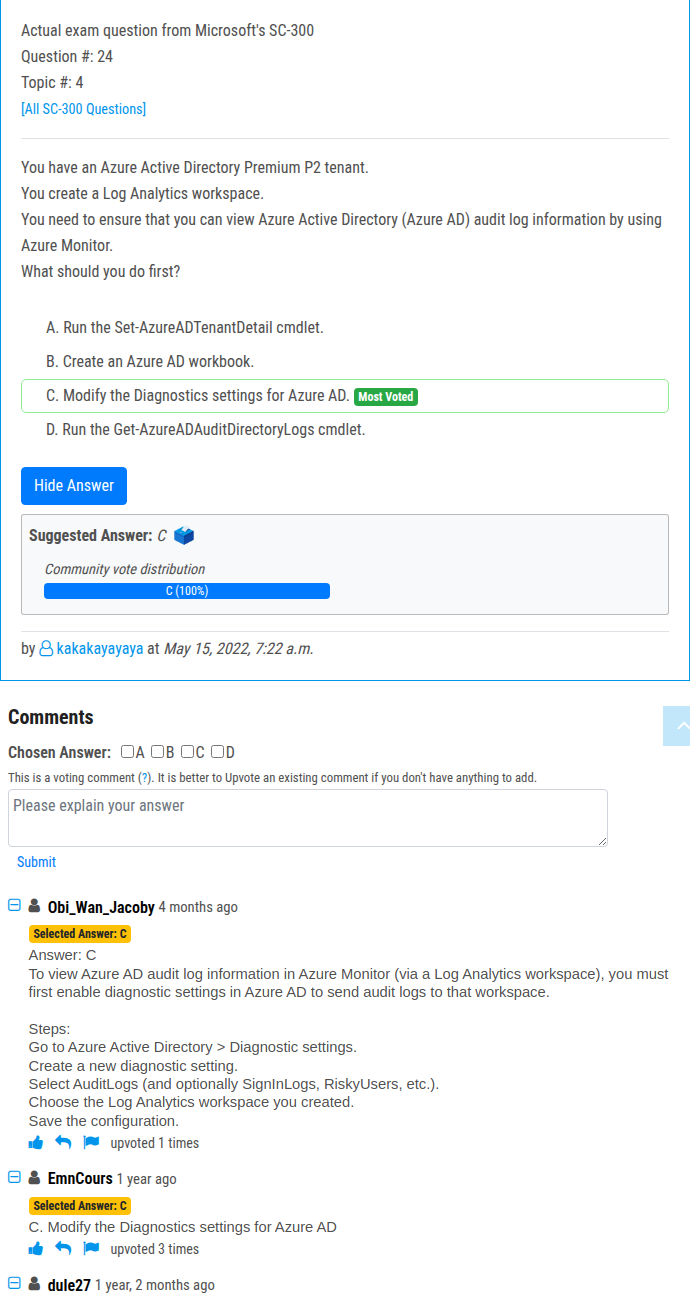 Actual exam question from Microsoft's SC-300
Question #: 24
Topic #: 4
[All SC-300 Questions]
You have an Azure Active Directory Premium P2 tenant.
You create a Log Analytics workspace.
You need to ensure that you can view Azure Active Directory (Azure AD) audit log information by using
Azure Monitor.
What should you do first?
A. Run the Set-AzureADTenantDetail cmdlet.
B. Create an Azure AD workbook.
C. Modify the Diagnostics settings for Azure AD. Most Voted
D. Run the Get-AzureADAuditDirectoryLogs cmdlet.
Hide Answer
Suggested Answer: C
Community vote distribution
C (100%)
by kakakayayaya at May 15, 2022, 7:22 a.m.
Comments
Chosen Answer: A B C D
This is a voting comment (?). It is better to Upvote an existing comment if you don't have anything to add.
Please explain your answer
Submit
Obi_Wan_Jacoby 4 months ago
Selected Answer: C
Answer: C
To view Azure AD audit log information in Azure Monitor (via a Log Analytics workspace), you must
first enable diagnostic settings in Azure AD to send audit logs to that workspace.
Steps:
Go to Azure Active Directory > Diagnostic settings.
Create a new diagnostic setting.
Select AuditLogs (and optionally SignInLogs, RiskyUsers, etc.).
Choose the Log Analytics workspace you created.
Save the configuration.
upvoted 1 times
EmnCours 1 year ago
Selected Answer: C
C. Modify the Diagnostics settings for Azure AD
upvoted 3 times
dule27 1 year, 2 months ago